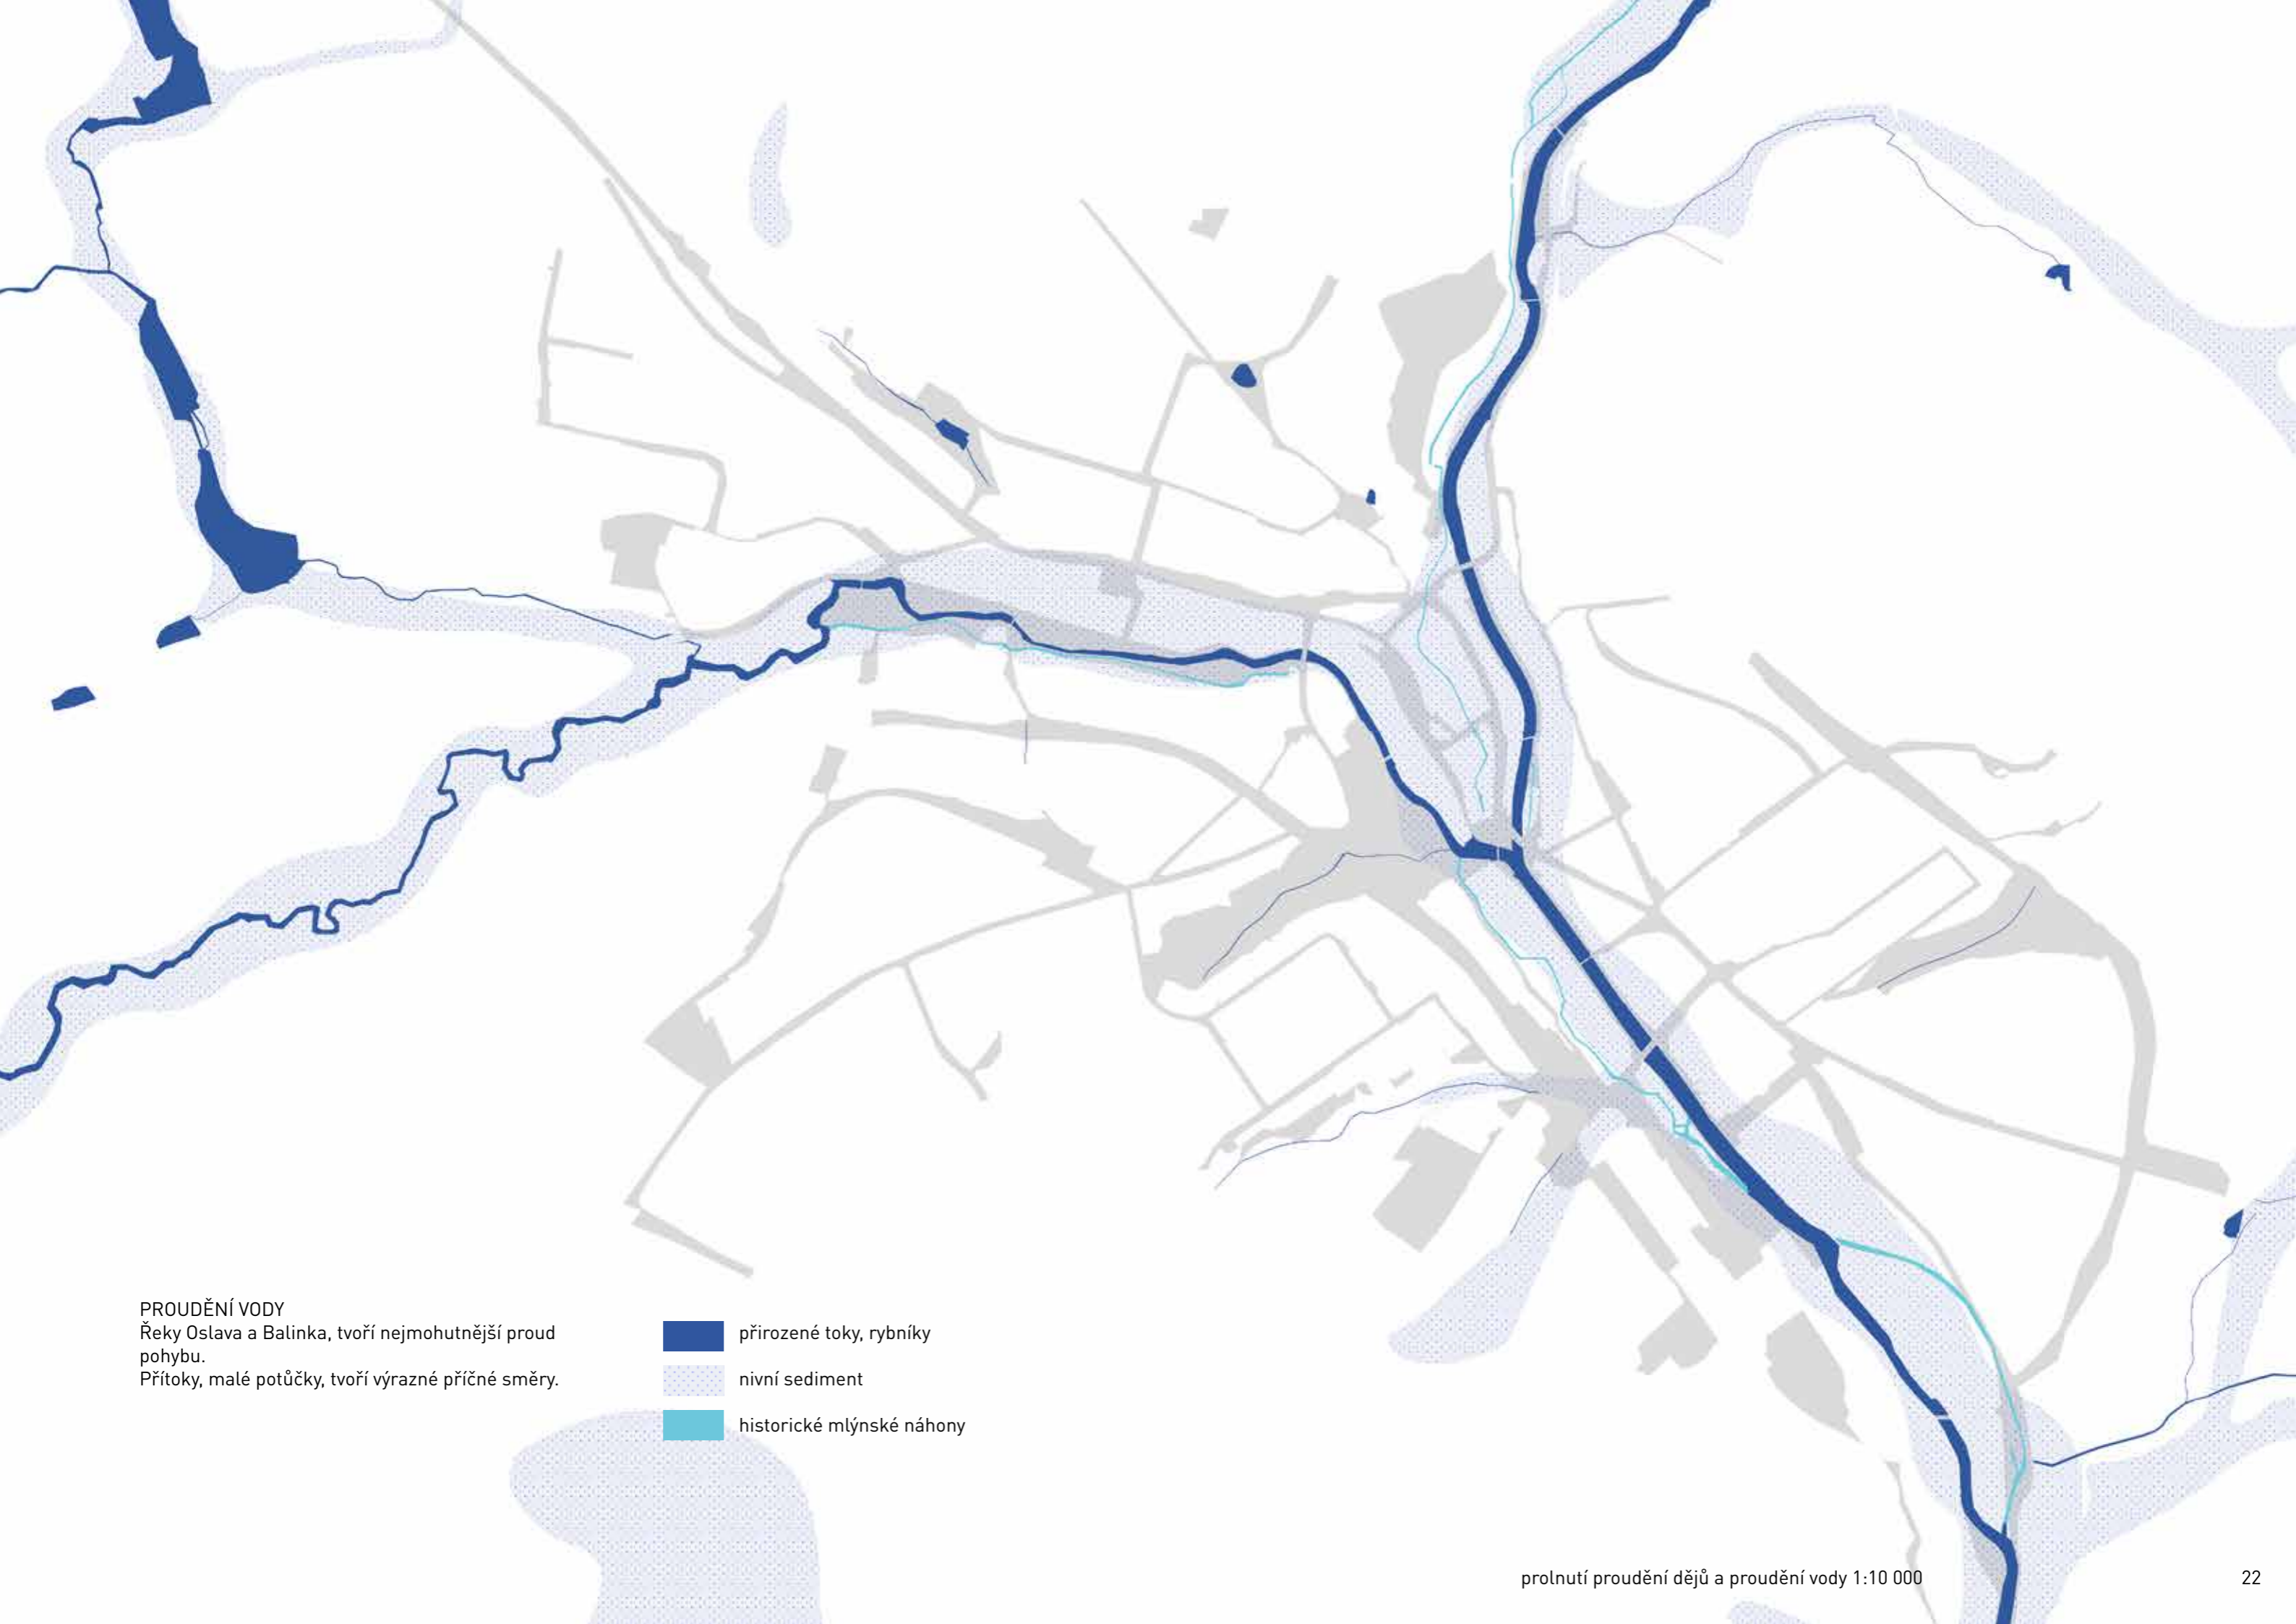 PROUDĚNÍ VODY
Řeky Oslava a Balinka, tvoří nejmohutnější proud
pohybu.
Přítoky, malé potůčky, tvoří výrazné příčné směry.
přirozené toky, rybníky
nivní sediment
historické mlýnské náhony
prolnutí proudění dějů a proudění vody 1:10 000
22